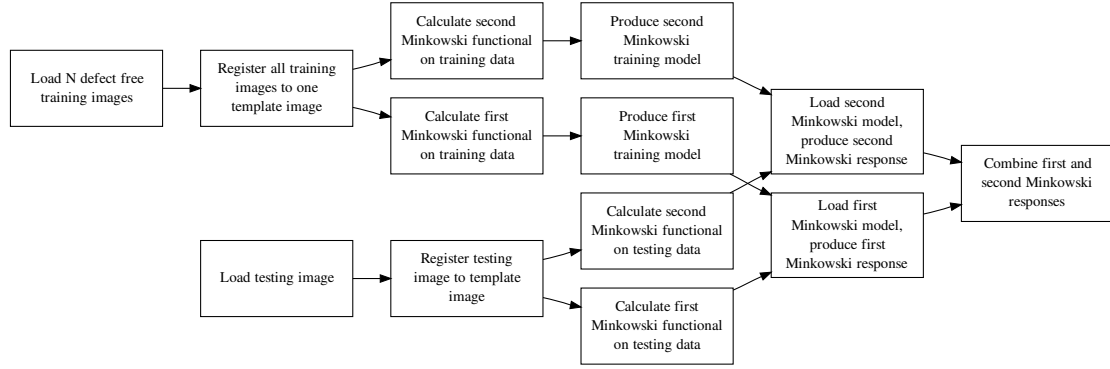 Load N defect free
training images
Register all training
images to one
template image
Calculate second
Minkowski functional
on training data
Produce second
Minkowski
training model
Calculate first
Minkowski functional
on training data
Produce first
Minkowski
training model
Load second
Minkowski model,
produce second
Minkowski response
Combine first and
second Minkowski
responses
Load testing image
Register testing
image to template
image
Calculate second
Minkowski functional
on testing data
Calculate first
Minkowski functional
on testing data
Load first
Minkowski model,
produce first
Minkowski response